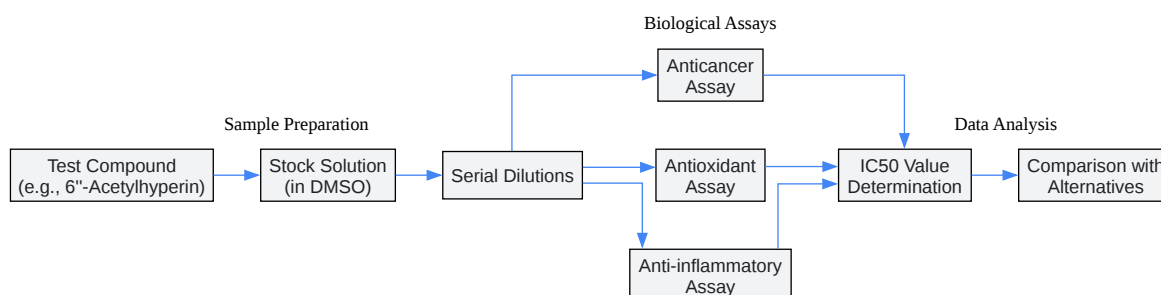 Biological Assays
Anticancer
Assay
Sample Preparation
Data Analysis
Test Compound
(e.g., 6"-Acetylhyperin)
Stock Solution
(in DMSO)
Serial Dilutions
Antioxidant
Assay
IC50 Value
Determination
Comparison with
Alternatives
Anti-inflammatory
Assay